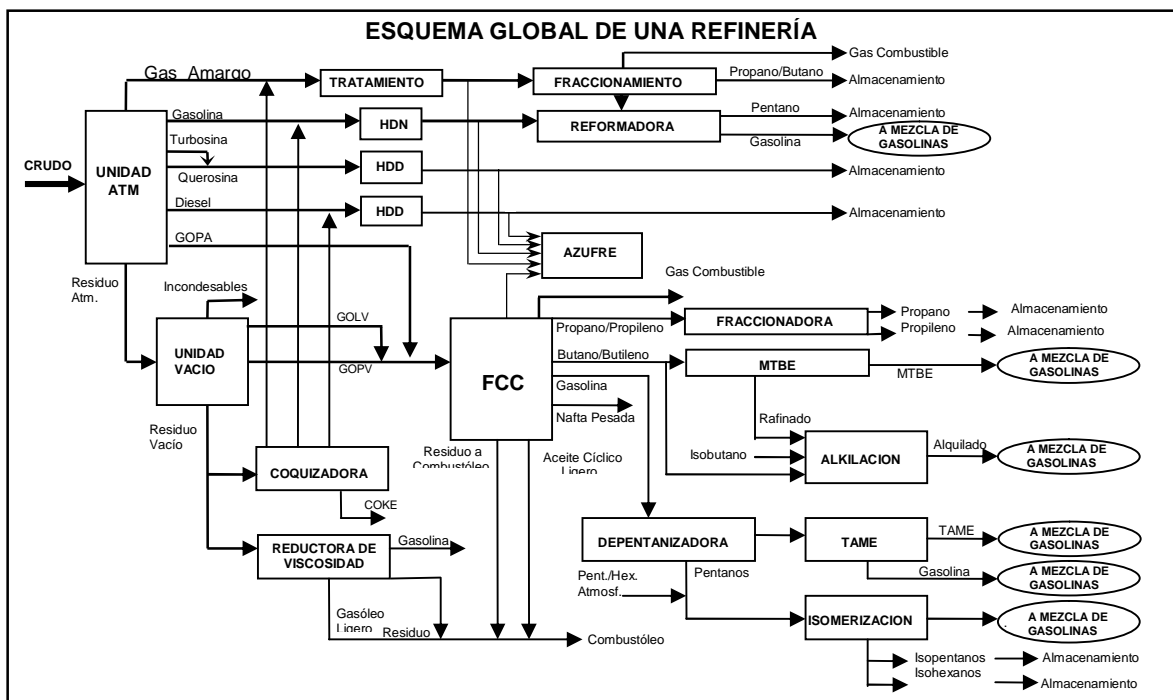 ESQUEMA GLOBAL DE UNA REFINERÍA
Gas Combustible
Gas Amargo
TRATAMIENTO
FRACCIONAMIENTO
Propano/Butano
Almacenamiento
Gasolina
HDN
REFORMADORA
Pentano
Almacenamiento
Gasolina
A MEZCLA DE
GASOLINAS
Turbosina
CRUDO
UNIDAD
ATM
Querosina
HDD
Almacenamiento
Diesel
HDD
Almacenamiento
GOPA
AZUFRE
Residuo
Atm.
Incondesables
Gas Combustible
GOLV
Propano/Propileno
FRACCIONADORA
Propano
Almacenamiento
Propileno
Almacenamiento
UNIDAD
VACIO
GOPV
FCC
Butano/Butileno
MTBE
MTBE
A MEZCLA DE
GASOLINAS
Gasolina
Nafta Pesada
Rafinado
Residuo
Vacío
COQUIZADORA
Residuo a
Combustóleo
Aceite Cíclico
Ligero
Isobutano
ALKILACION
Alquilado
A MEZCLA DE
GASOLINAS
COKE
REDUCTORA DE
VISCOSIDAD
Gasolina
DEPENTANIZADORA
TAME
TAME
A MEZCLA DE
GASOLINAS
Gasolina
A MEZCLA DE
GASOLINAS
Pent./Hex.
Atmosf.
Pentanos
Gasóleo
Ligero
Residuo
Combustóleo
ISOMERIZACION
A MEZCLA DE
GASOLINAS
Isopentanos
Almacenamiento
Isohexanos
Almacenamiento